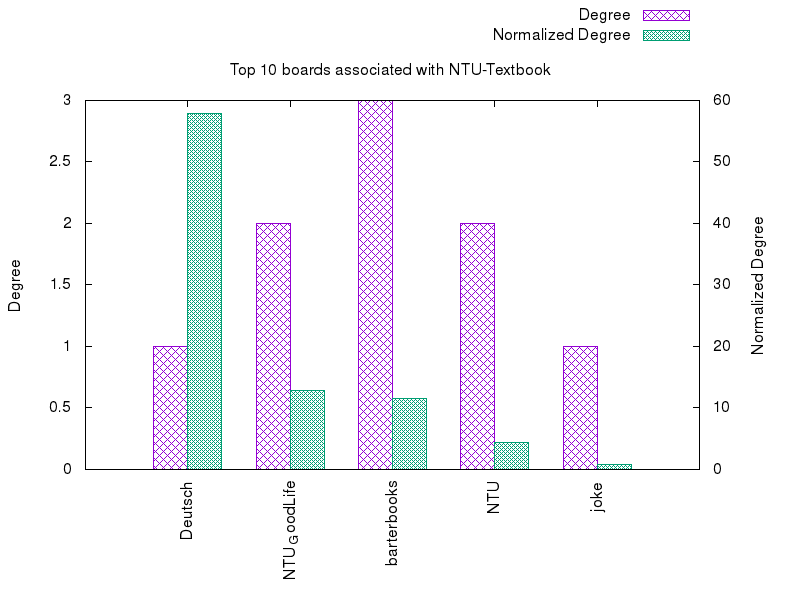 Degree
Normalized Degree
Top 10 boards associated with NTU-Textbook
3
2.5
2
1.5
1
0.5
0
60
50
40
30
20
10
0
Degree
Normalized Degree
Deutsch
NTU_GoodLife
barterbooks
NTU
joke